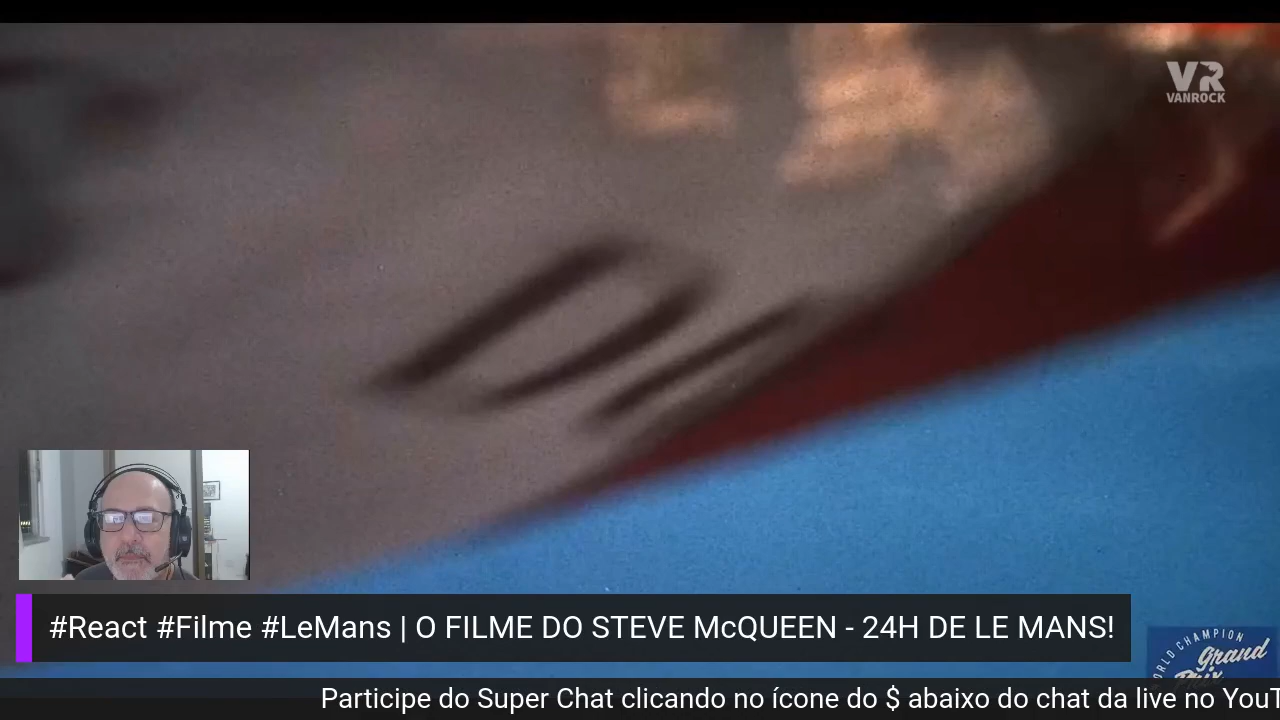 VR
VANROCK
#React #Filme #LeMans | O FILME DO STEVE McQUEEN - 24H DE LE MANS!
WORLD CHAMPION
Grand
Prix
Participe do Super Chat clicando no ícone do $ abaixo do chat da live no YouT